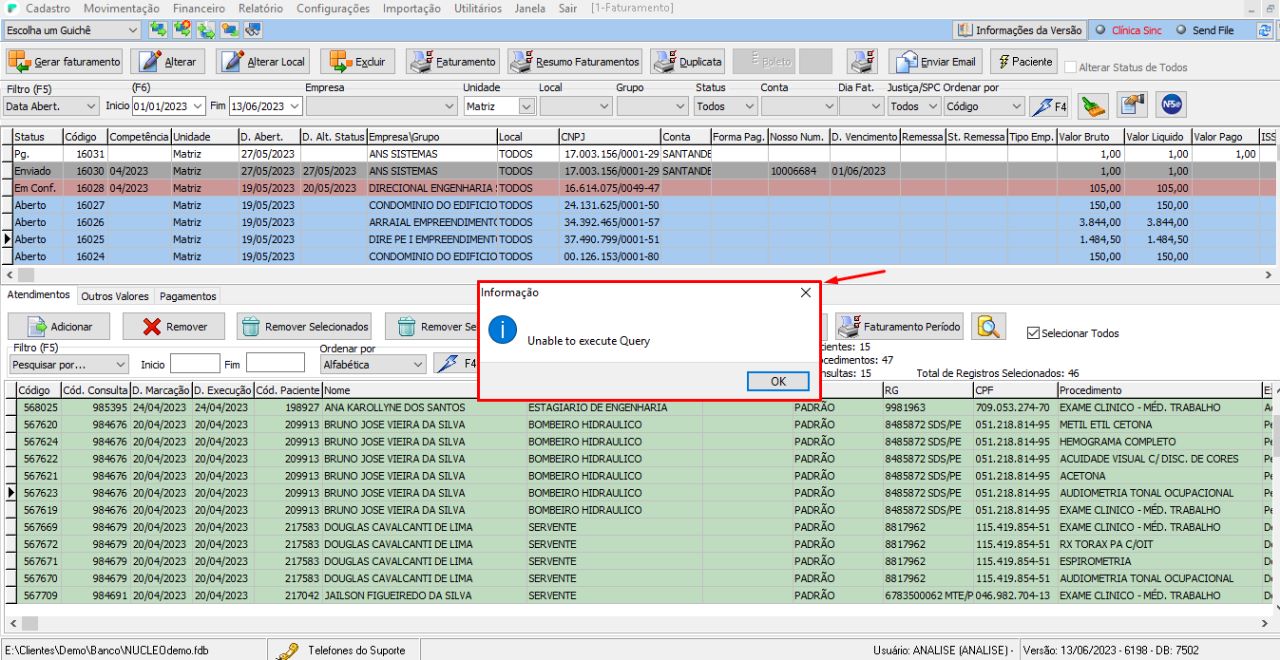 Cadastro Movimentação Financeiro Relatório Configurações Importação Utilitários Janela Sair [1-Faturamento]
Escolha um Guichê Informações da Versão Clínica Sinc Send File
Gerar faturamento Alterar Alterar Local Excluir Faturamento Resumo Faturamentos Duplicata Boleto Enviar Email Paciente Alterar Status de Todos
Filtro (F5) (F6) Empresa Unidade Local Grupo Status Conta Dia Fat. Justiça/SPC Ordenar por
Data Abert. Inicio 01/01/2023 Fim 13/06/2023 Matriz Todos Todos Código F4
Status Código Competência Unidade D. Abert. D. Alt. Status Empresa\Grupo Local CNPJ Conta Forma Pag. Nosso Num. D. Vencimento Remessa St. Remessa Tipo Emp. Valor Bruto Valor Liquido Valor Pago ISS
Pg. 16031 Matriz 27/05/2023 ANS SISTEMAS TODOS 17.003.156/0001-29 SANTANDE 1,00 1,00 1,00
Enviado 16030 04/2023 Matriz 27/05/2023 27/05/2023 ANS SISTEMAS TODOS 17.003.156/0001-29 SANTANDE 10006684 01/06/2023 1,00 1,00
Em Conf. 16028 04/2023 Matriz 19/05/2023 20/05/2023 DIRECIONAL ENGENHARIA TODOS 16.614.075/0049-47 105,00 105,00
Aberto 16027 Matriz 19/05/2023 CONDOMINIO DO EDIFICIO TODOS 24.131.625/0001-50 150,00 150,00
Aberto 16026 Matriz 19/05/2023 ARRAIAL EMPREENDIMENTO TODOS 34.392.465/0001-57 3.844,00 3.844,00
Aberto 16025 Matriz 19/05/2023 DIRE PE I EMPREENDIMENT TODOS 37.490.799/0001-51 1.484,50 1.484,50
Aberto 16024 Matriz 19/05/2023 CONDOMINIO DO EDIFICIO TODOS 00.126.153/0001-80 150,00 150,00
Atendimentos Outros Valores Pagamentos
Informação
Adicionar Remover Remover Selecionados Remover Se Faturamento Período Selecionar Todos
Unable to execute Query
OK
Filtro (F5) Ordenar por cientes: 15
Pesquisar por... Inicio Fim Alfabética F4 ocedimentos: 47
nsultas: 15 Total de Registros Selecionados: 46
Código Cód. Consulta D. Marcação D. Execução Cód. Paciente Nome RG CPF Procedimento
568025 985395 24/04/2023 24/04/2023 198927 ANA KAROLLYNE DOS SANTOS ESTAGIARIO DE ENGENHARIA PADRÃO 9981963 709.053.274-70 EXAME CLINICO - MÉD. TRABALHO
567620 984676 20/04/2023 20/04/2023 209913 BRUNO JOSE VIEIRA DA SILVA BOMBEIRO HIDRAULICO PADRÃO 8485872 SDS/PE 051.218.814-95 METIL ETIL CETONA Pe
567624 984676 20/04/2023 20/04/2023 209913 BRUNO JOSE VIEIRA DA SILVA BOMBEIRO HIDRAULICO PADRÃO 8485872 SDS/PE 051.218.814-95 HEMOGRAMA COMPLETO Pe
567622 984676 20/04/2023 20/04/2023 209913 BRUNO JOSE VIEIRA DA SILVA BOMBEIRO HIDRAULICO PADRÃO 8485872 SDS/PE 051.218.814-95 ACUIDADE VISUAL C/ DISC. DE CORES Pe
567621 984676 20/04/2023 20/04/2023 209913 BRUNO JOSE VIEIRA DA SILVA BOMBEIRO HIDRAULICO PADRÃO 8485872 SDS/PE 051.218.814-95 ACETONA Pe
567623 984676 20/04/2023 20/04/2023 209913 BRUNO JOSE VIEIRA DA SILVA BOMBEIRO HIDRAULICO PADRÃO 8485872 SDS/PE 051.218.814-95 AUDIOMETRIA TONAL OCUPACIONAL Pe
567619 984676 20/04/2023 20/04/2023 209913 BRUNO JOSE VIEIRA DA SILVA BOMBEIRO HIDRAULICO PADRÃO 8485872 SDS/PE 051.218.814-95 EXAME CLINICO - MÉD. TRABALHO Pe
567669 984679 20/04/2023 20/04/2023 217583 DOUGLAS CAVALCANTI DE LIMA SERVENTE PADRÃO 8817962 115.419.854-51 EXAME CLINICO - MÉD. TRABALHO De
567672 984679 20/04/2023 20/04/2023 217583 DOUGLAS CAVALCANTI DE LIMA SERVENTE PADRÃO 8817962 115.419.854-51 RX TORAX PA C/OIT De
567671 984679 20/04/2023 20/04/2023 217583 DOUGLAS CAVALCANTI DE LIMA SERVENTE PADRÃO 8817962 115.419.854-51 ESPIROMETRIA De
567670 984679 20/04/2023 20/04/2023 217583 DOUGLAS CAVALCANTI DE LIMA SERVENTE PADRÃO 8817962 115.419.854-51 AUDIOMETRIA TONAL OCUPACIONAL De
567709 984691 20/04/2023 20/04/2023 217042 JAILSON FIGUEIREDO DA SILVA SERVENTE PADRÃO 6783500062 MTE/P 046.982.704-13 EXAME CLINICO - MÉD. TRABALHO De
E:\Clientes\Demo\Banco\NUCLEOdemo.fdb Telefones do Suporte Usuário: ANALISE (ANALISE) - Versão: 13/06/2023 - 6198 - DB: 7502